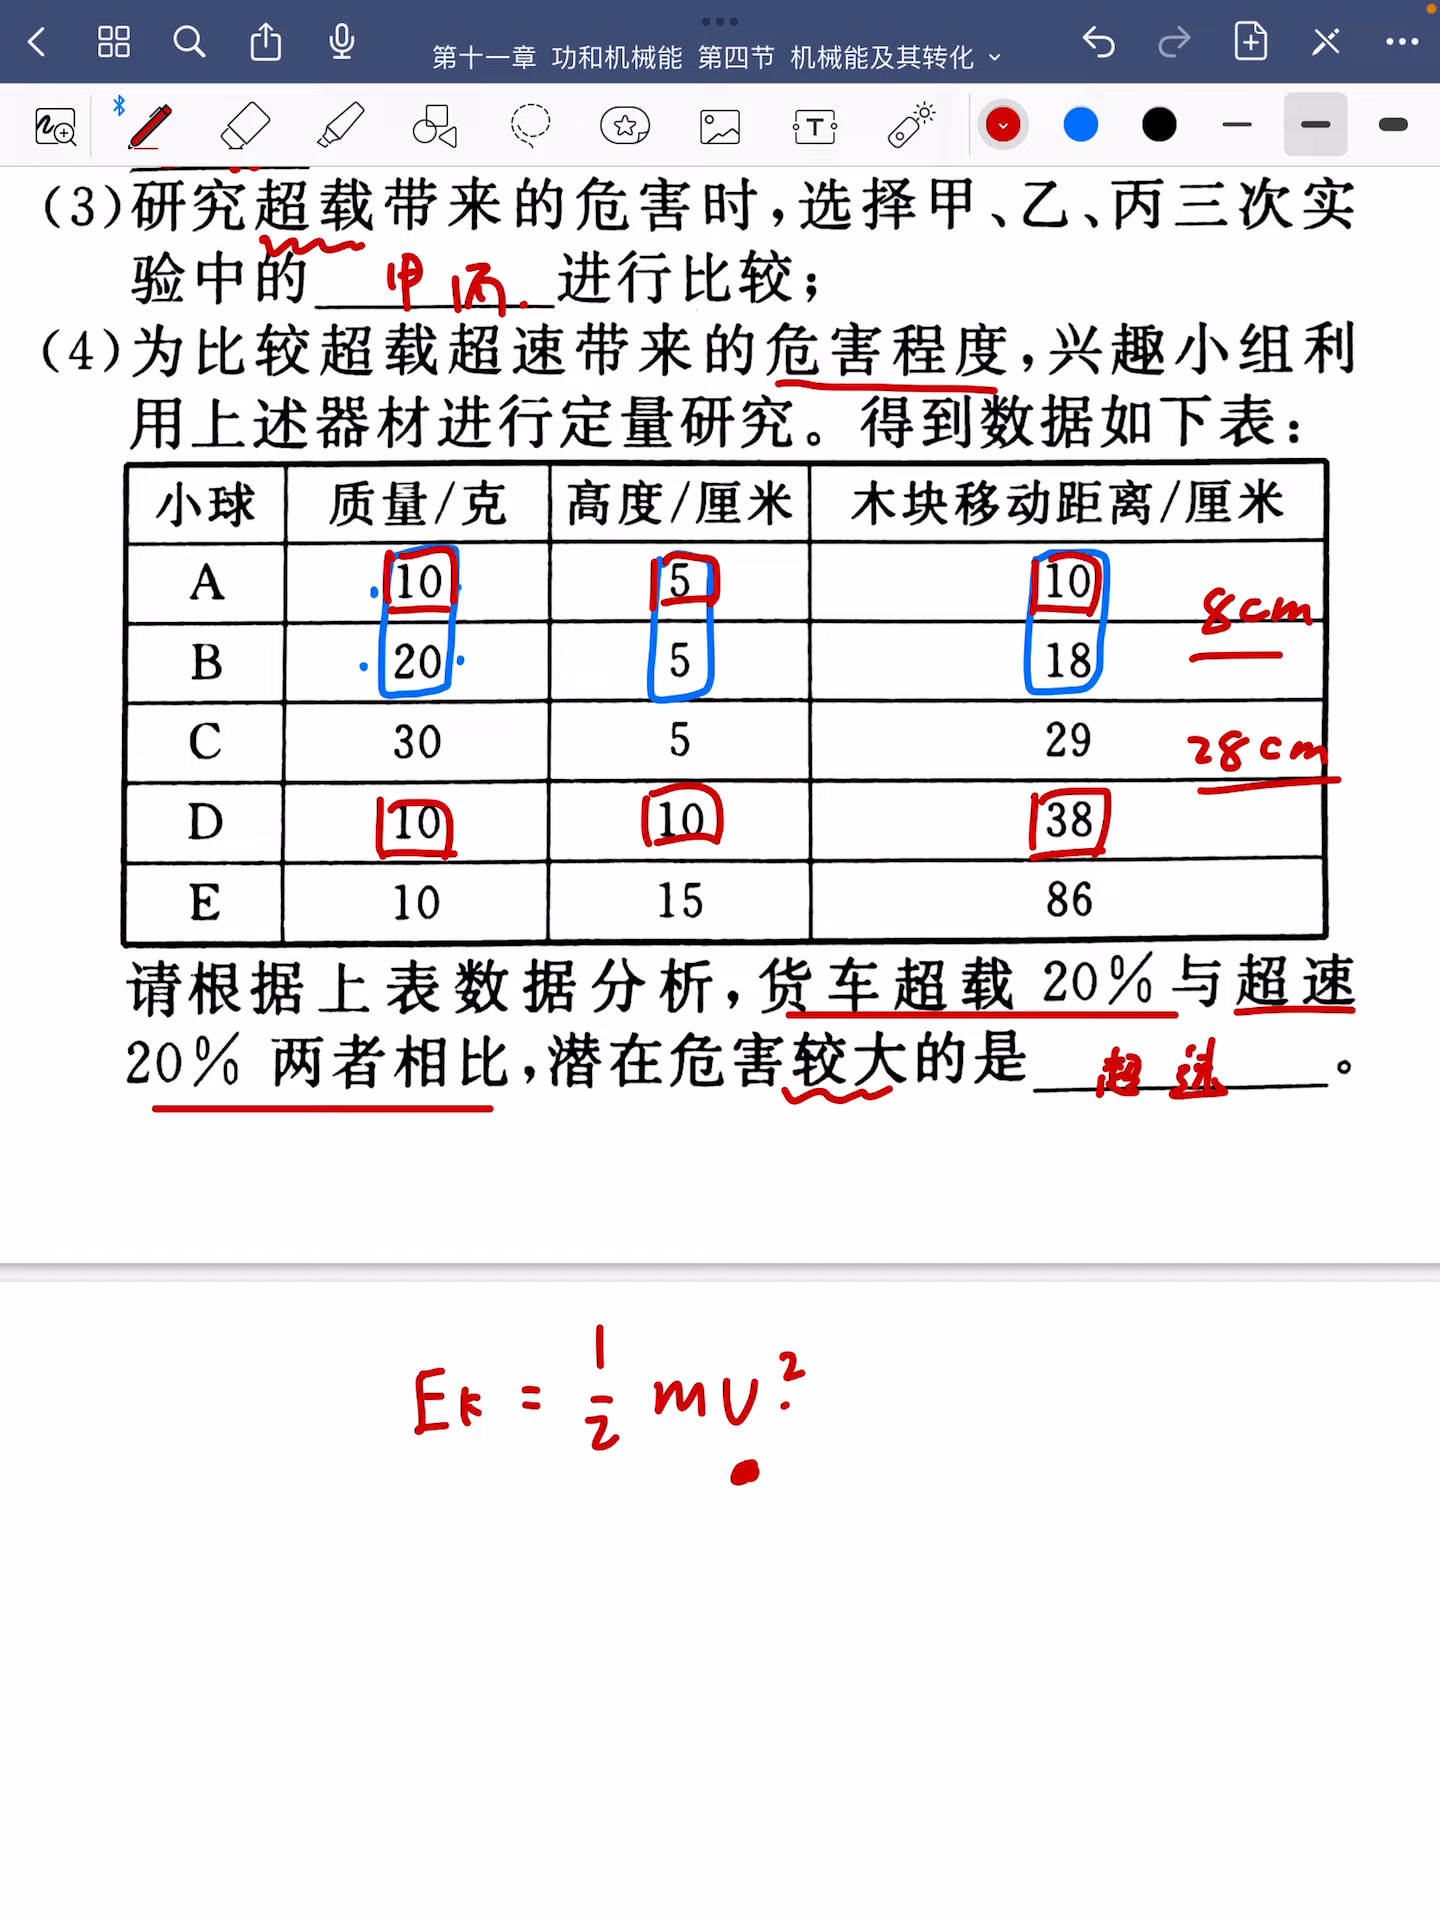 第十一章 功和机械能 第四节 机械能及其转化
(3)研究超载带来的危害时,选择甲、乙、丙三次实
验中的 甲 丙. 进行比较;
(4)为比较超载超速带来的危害程度,兴趣小组利
用上述器材进行定量研究。得到数据如下表:
小球 质量/克 高度/厘米 木块移动距离/厘米
A 10 5 10
8cm
B 20 5 18
C 30 5 29
28cm
D 10 10 38
E 10 15 86
请根据上表数据分析,货车超载 20%与超速
20% 两者相比,潜在危害较大的是 超速 。
Ek = 1/2 mv²